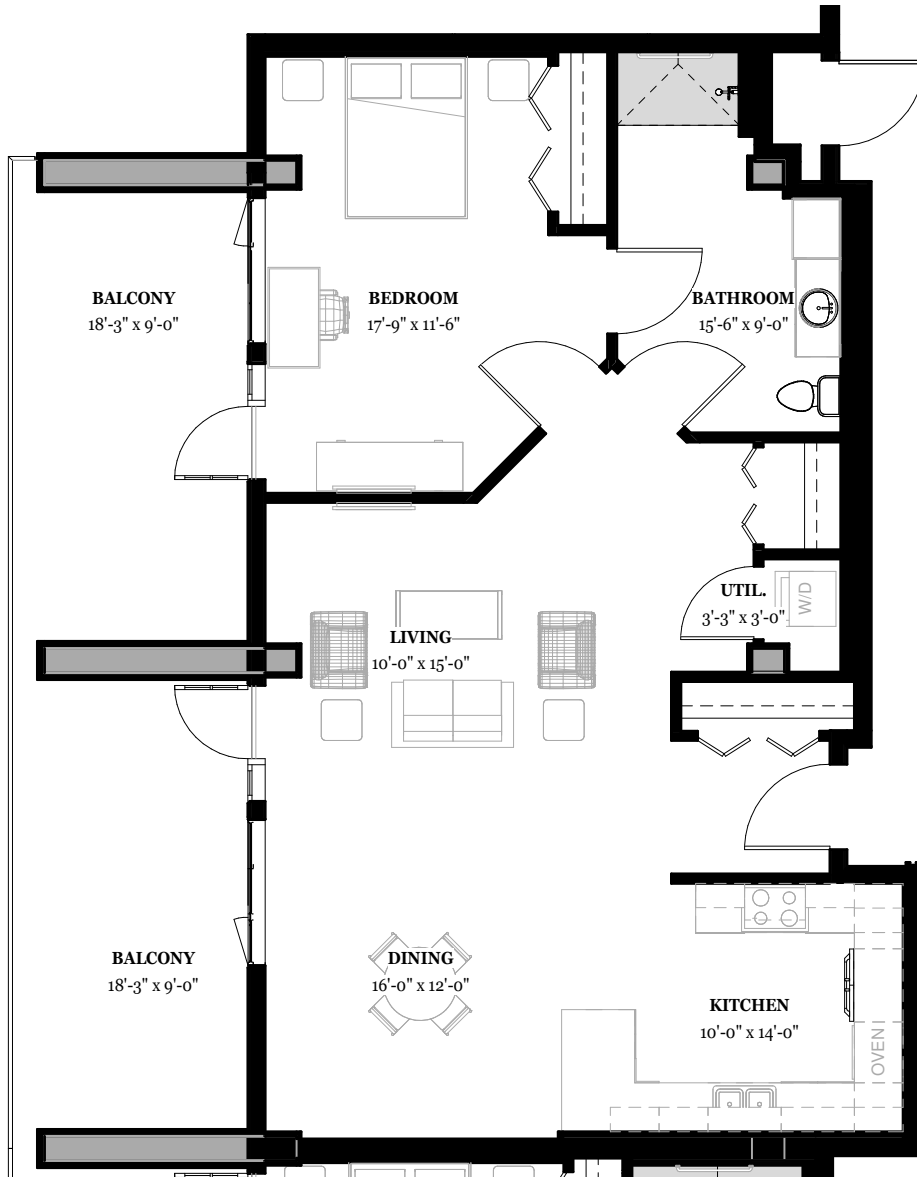 BALCONY
18'-3" x 9'-0"
BEDROOM
17'-9" x 11'-6"
BATHROOM
15'-6" x 9'-0"
UTIL.
3'-3" x 3'-0"
W/D
LIVING
10'-0" x 15'-0"
BALCONY
18'-3" x 9'-0"
DINING
16'-0" x 12'-0"
KITCHEN
10'-0" x 14'-0"
OVEN